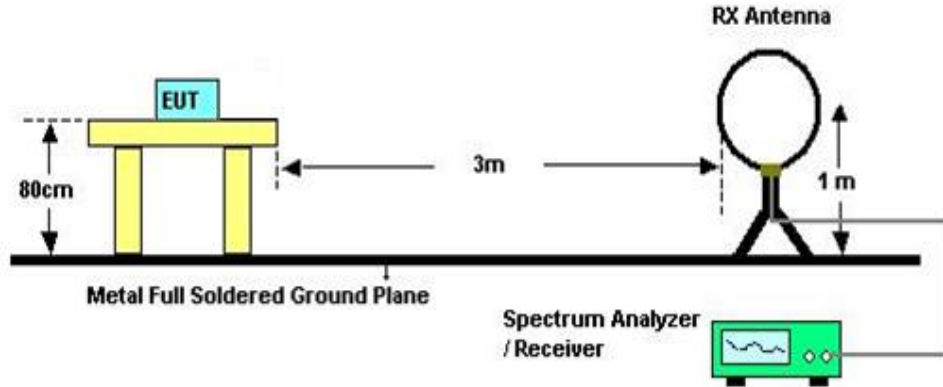 RX Antenna
EUT
80cm
3m
1 m
Metal Full Soldered Ground Plane
Spectrum Analyzer
/ Receiver